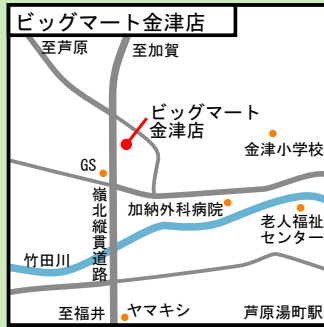 ビッグマート金津店
至芦原
至加賀
ビッグマート
金津店
金津小学校
GS
嶺北縦貫道路
加納外科病院
老人福祉
センター
竹田川
至福井
ヤマキシ
芦原湯町駅